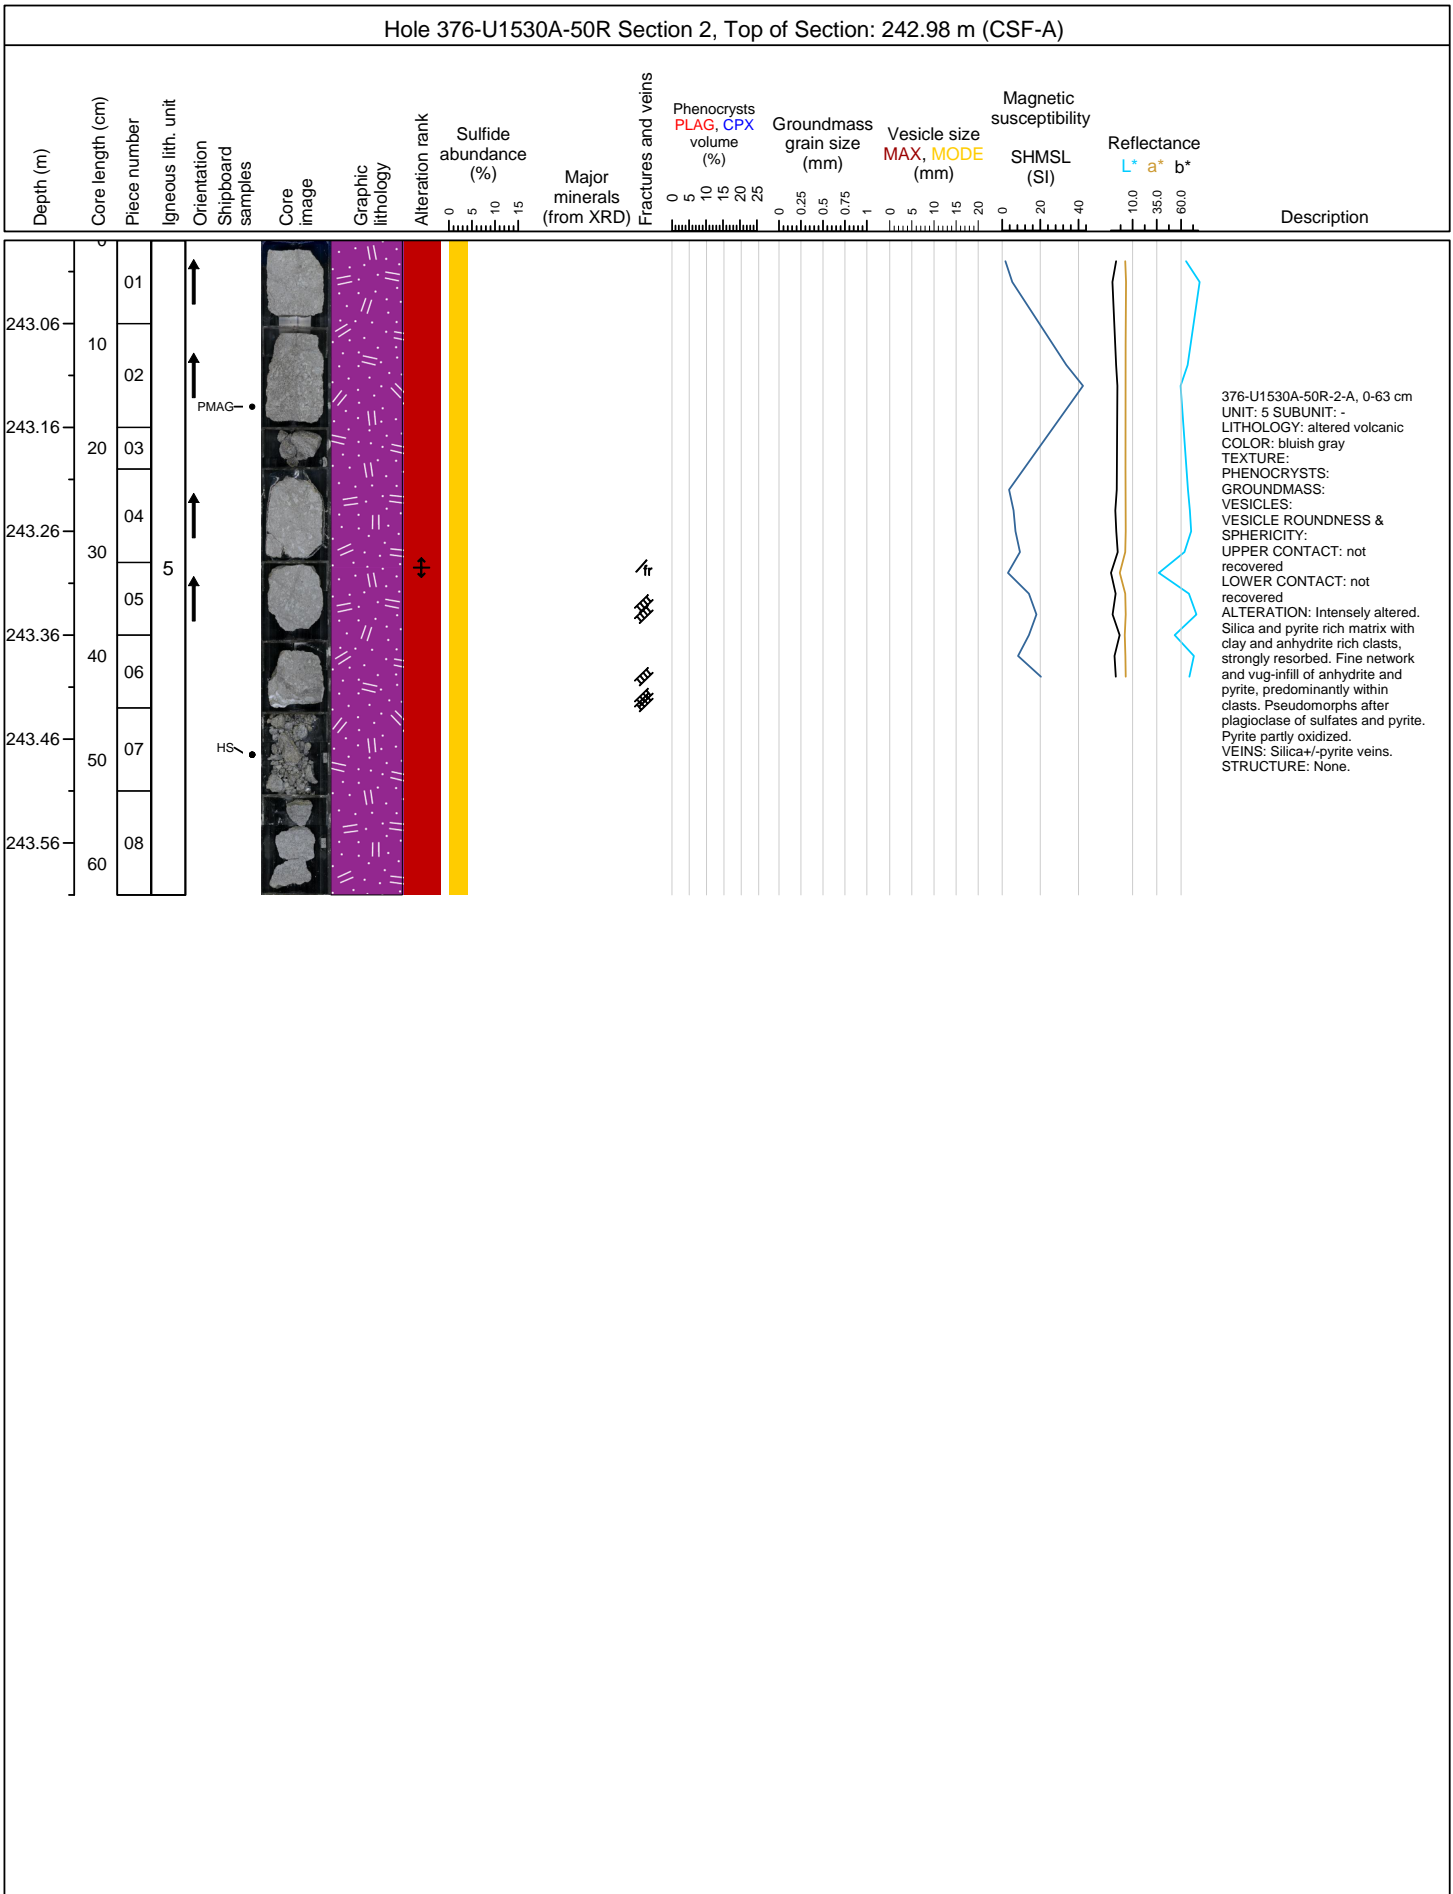 Hole 376-U1530A-50R Section 2, Top of Section: 242.98 m (CSF-A)
Depth (m)
Core length (cm)
Piece number
Igneous lith. unit
Orientation
Shipboard
samples
Core
image
Graphic
lithology
Alteration rank
Sulfide
abundance
(%)
0 5 10 15
Major
minerals
(from XRD)
Fractures and veins
Phenocrysts
PLAG, CPX
volume
(%)
0 5 10 15 20 25
Groundmass
grain size
(mm)
0 0.25 0.5 0.75 1
Vesicle size
MAX, MODE
(mm)
0 5 10 15 20
Magnetic
susceptibility
SHMSL
(SI)
0 20 40
Reflectance
L* a* b*
10.0 35.0 60.0
Description
0
01
243.06
10
02
PMAG
243.16
20 03
04
243.26
30
5
fr
05
243.36
40
06
243.46
07
HS
50
243.56
08
60
376-U1530A-50R-2-A, 0-63 cm
UNIT: 5 SUBUNIT: -
LITHOLOGY: altered volcanic
COLOR: bluish gray
TEXTURE:
PHENOCRYSTS:
GROUNDMASS:
VESICLES:
VESICLE ROUNDNESS &
SPHERICITY:
UPPER CONTACT: not
recovered
LOWER CONTACT: not
recovered
ALTERATION: Intensely altered.
Silica and pyrite rich matrix with
clay and anhydrite rich clasts,
strongly resorbed. Fine network
and vug-infill of anhydrite and
pyrite, predominantly within
clasts. Pseudomorphs after
plagioclase of sulfates and pyrite.
Pyrite partly oxidized.
VEINS: Silica+/-pyrite veins.
STRUCTURE: None.